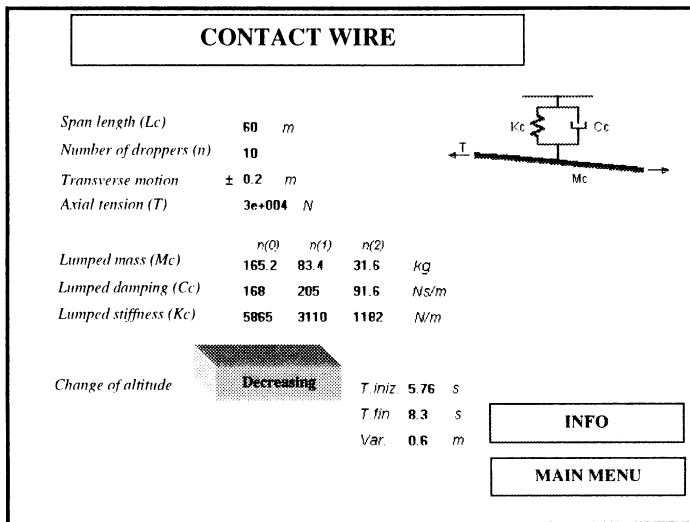 CONTACT WIRE
Kc Cc
T
Mc
Span length (Lc) 60 m
Number of droppers (n) 10
Transverse motion ± 0.2 m
Axial tension (T) 3e+004 N
n(0) n(1) n(2)
Lumped mass (Mc) 165.2 83.4 31.6 kg
Lumped damping (Cc) 168 205 91.6 Ns/m
Lumped stiffness (Kc) 5865 3110 1182 N/m
Change of altitude Decreasing
T iniz. 5.76 s
T fin 8.3 s
Var. 0.6 m
INFO
MAIN MENU